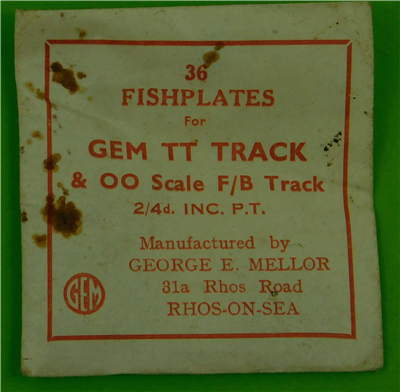 36
FISHPLATES
For
GEM TT TRACK
& OO Scale F/B Track
2/4d. INC. P.T.
Manufactured by
GEORGE E. MELLOR
31a Rhos Road
RHOS-ON-SEA
GEM